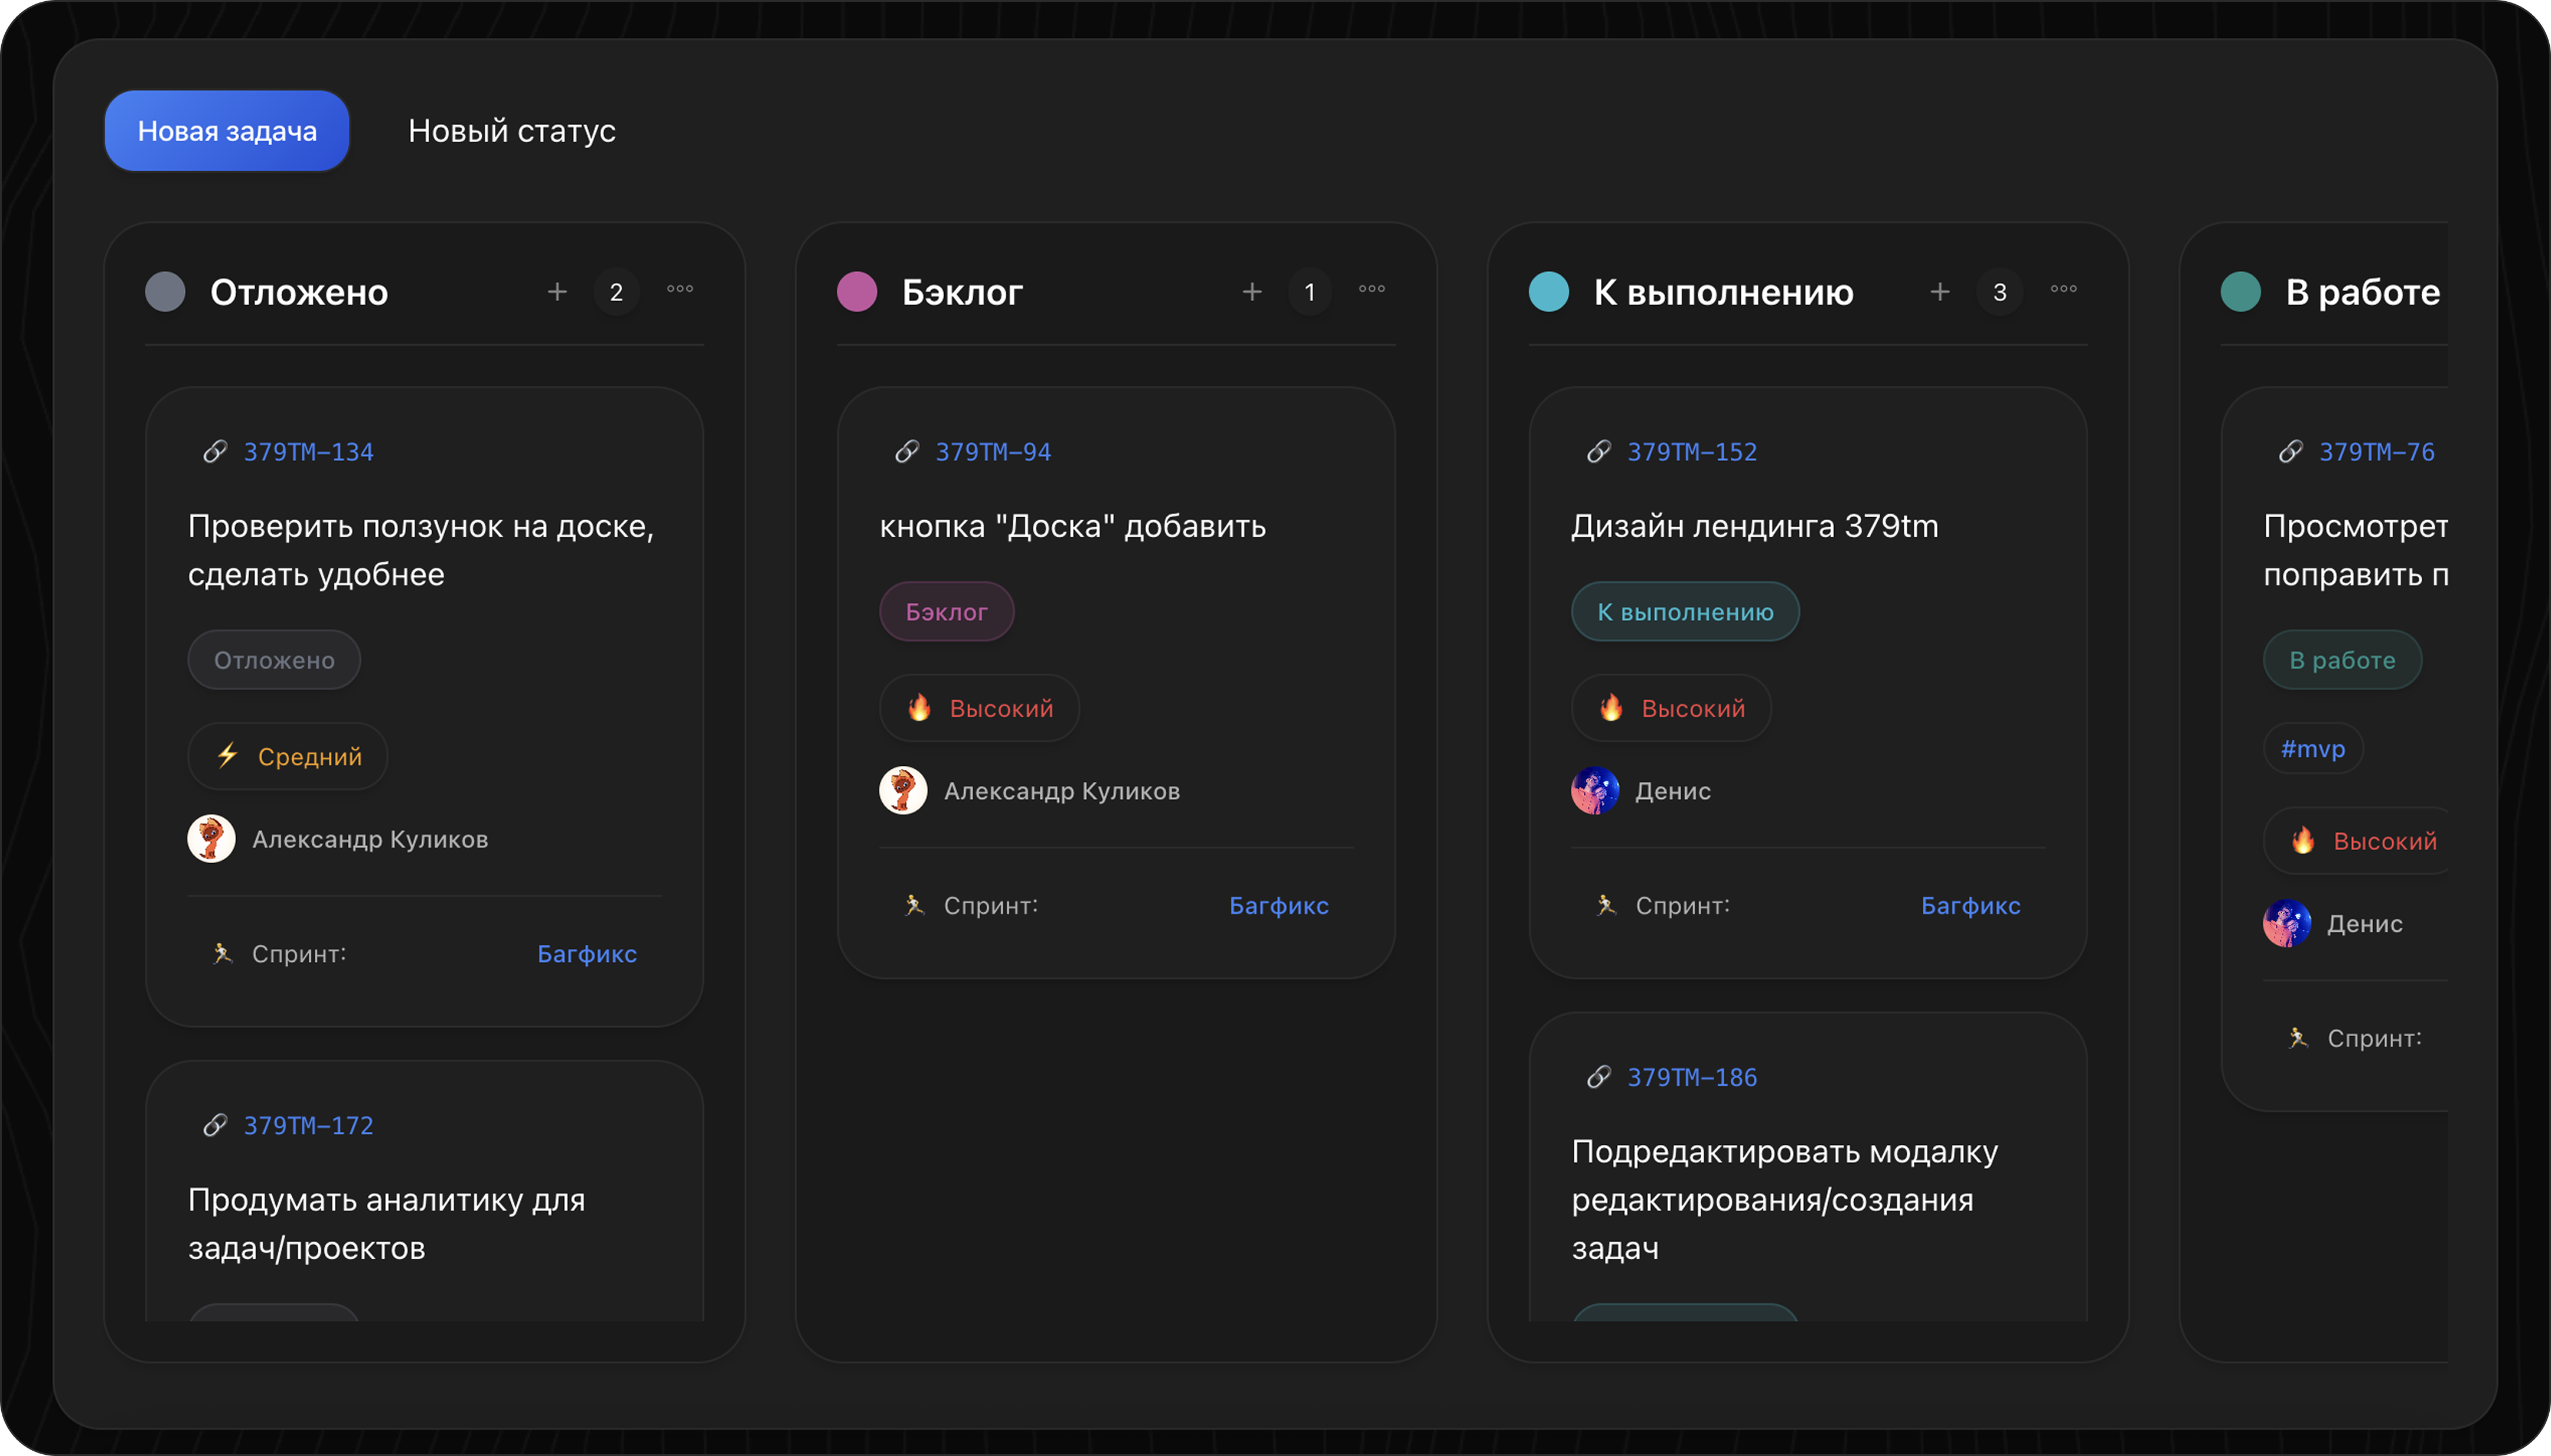 Новая задача
Новый статус
Отложено
2
379TM-134
Проверить ползунок на доске,
сделать удобнее
Отложено
Средний
Александр Куликов
Спринт:
Багфикс
379TM-172
Продумать аналитику для
задач/проектов
Бэклог
1
379TM-94
кнопка "Доска" добавить
Бэклог
Высокий
Александр Куликов
Спринт:
Багфикс
К выполнению
3
379TM-152
Дизайн лендинга 379tm
К выполнению
Высокий
Денис
Спринт:
Багфикс
379TM-186
Подредактировать модалку
редактирования/создания
задач
В работе
379TM-76
поправить
В работе
#mvp
Высокий
Денис
Спринт: